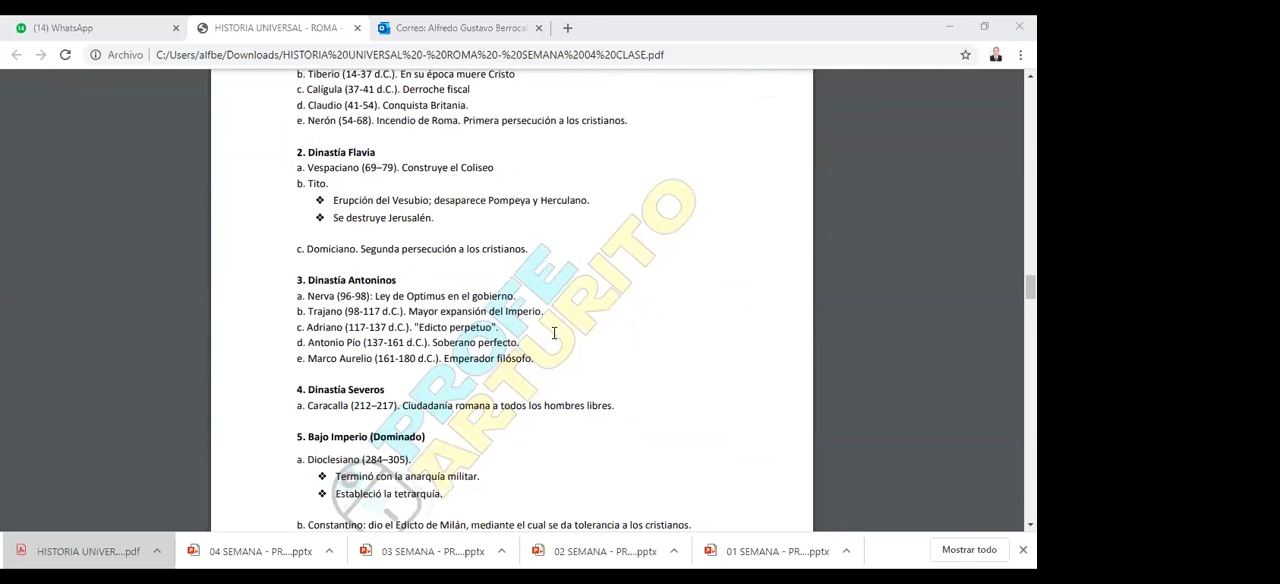 (14) WhatsApp
HISTORIA UNIVERSAL - ROMA -
Correo: Alfredo Gustavo Berrocal
Archivo
C:/Users/alfbe/Downloads/HISTORIA%20UNIVERSAL%20-%20ROMA%20-%20SEMANA%2004%20CLASE.pdf
b. Tiberio (14-37 d.C.). En su época muere Cristo
c. Calígula (37-41 d.C.). Derroche fiscal
d. Claudio (41-54). Conquista Britania.
e. Nerón (54-68). Incendio de Roma. Primera persecución a los cristianos.
2. Dinastía Flavia
a. Vespaciano (69–79). Construye el Coliseo
b. Tito.
❖ Erupción del Vesubio; desaparece Pompeya y Herculano.
❖ Se destruye Jerusalén.
c. Domiciano. Segunda persecución a los cristianos.
3. Dinastía Antoninos
a. Nerva (96-98): Ley de Optimus en el gobierno.
b. Trajano (98-117 d.C.). Mayor expansión del Imperio.
c. Adriano (117-137 d.C.). "Edicto perpetuo".
d. Antonio Pío (137-161 d.C.). Soberano perfecto.
e. Marco Aurelio (161-180 d.C.). Emperador filósofo.
4. Dinastía Severos
a. Caracalla (212–217). Ciudadanía romana a todos los hombres libres.
5. Bajo Imperio (Dominado)
a. Dioclesiano (284–305).
❖ Terminó con la anarquía militar.
❖ Estableció la tetrarquía.
b. Constantino: dio el Edicto de Milán, mediante el cual se da tolerancia a los cristianos.
PROFE
ARTURITO
HISTORIA UNIVER....pdf
04 SEMANA - PR....pptx
03 SEMANA - PR....pptx
02 SEMANA - PR....pptx
01 SEMANA - PR....pptx
Mostrar todo